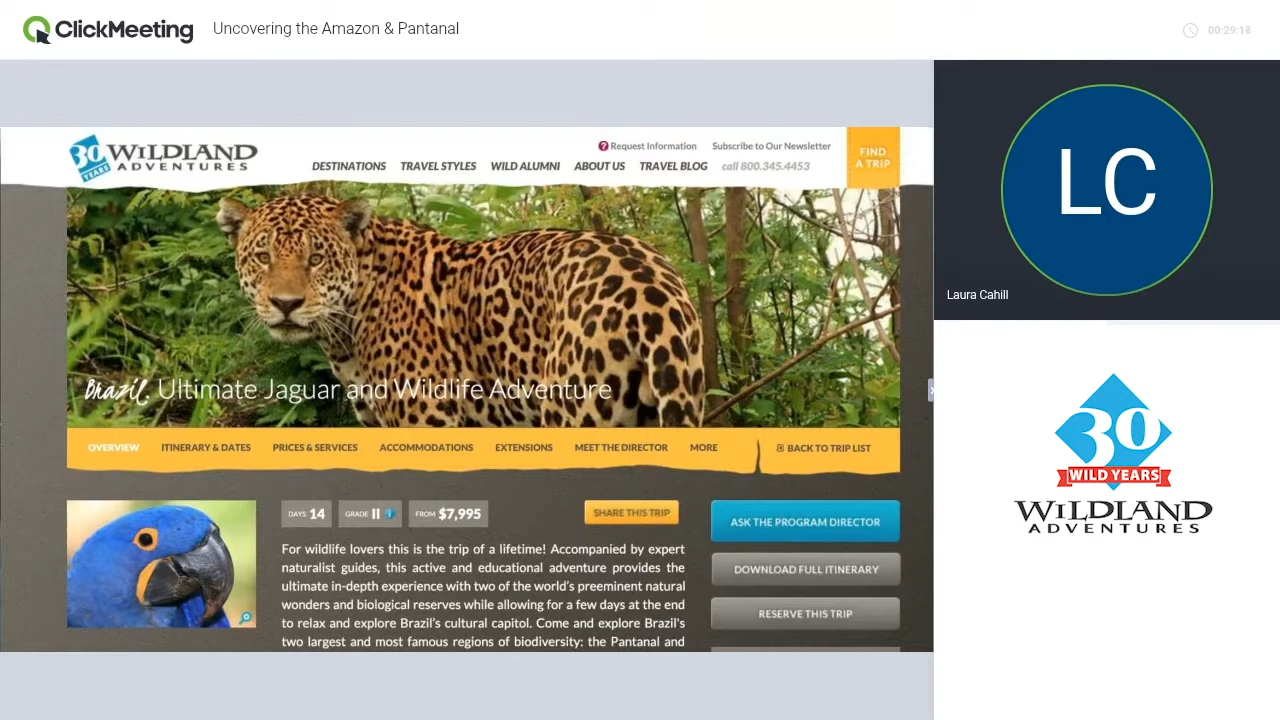 ClickMeeting
Uncovering the Amazon & Pantanal
30 YEARS WILDLAND ADVENTURES
Request Information Subscribe to Our Newsletter
DESTINATIONS TRAVEL STYLES WILD ALUMNI ABOUT US TRAVEL BLOG call 800.345.4453
FIND
A TRIP
LC
Laura Cahill
Brazil. Ultimate Jaguar and Wildlife Adventure
OVERVIEW ITINERARY & DATES PRICES & SERVICES ACCOMMODATIONS EXTENSIONS MEET THE DIRECTOR MORE BACK TO TRIP LIST
DAYS 14 GRADE II FROM $7,995
SHARE THIS TRIP
For wildlife lovers this is the trip of a lifetime! Accompanied by expert
naturalist guides, this active and educational adventure provides the
ultimate in-depth experience with two of the world's preeminent natural
wonders and biological reserves while allowing for a few days at the end
to relax and explore Brazil's cultural capitol. Come and explore Brazil's
two largest and most famous regions of biodiversity: the Pantanal and
ASK THE PROGRAM DIRECTOR
DOWNLOAD FULL ITINERARY
RESERVE THIS TRIP
30
WILD YEARS
WILDLAND
ADVENTURES